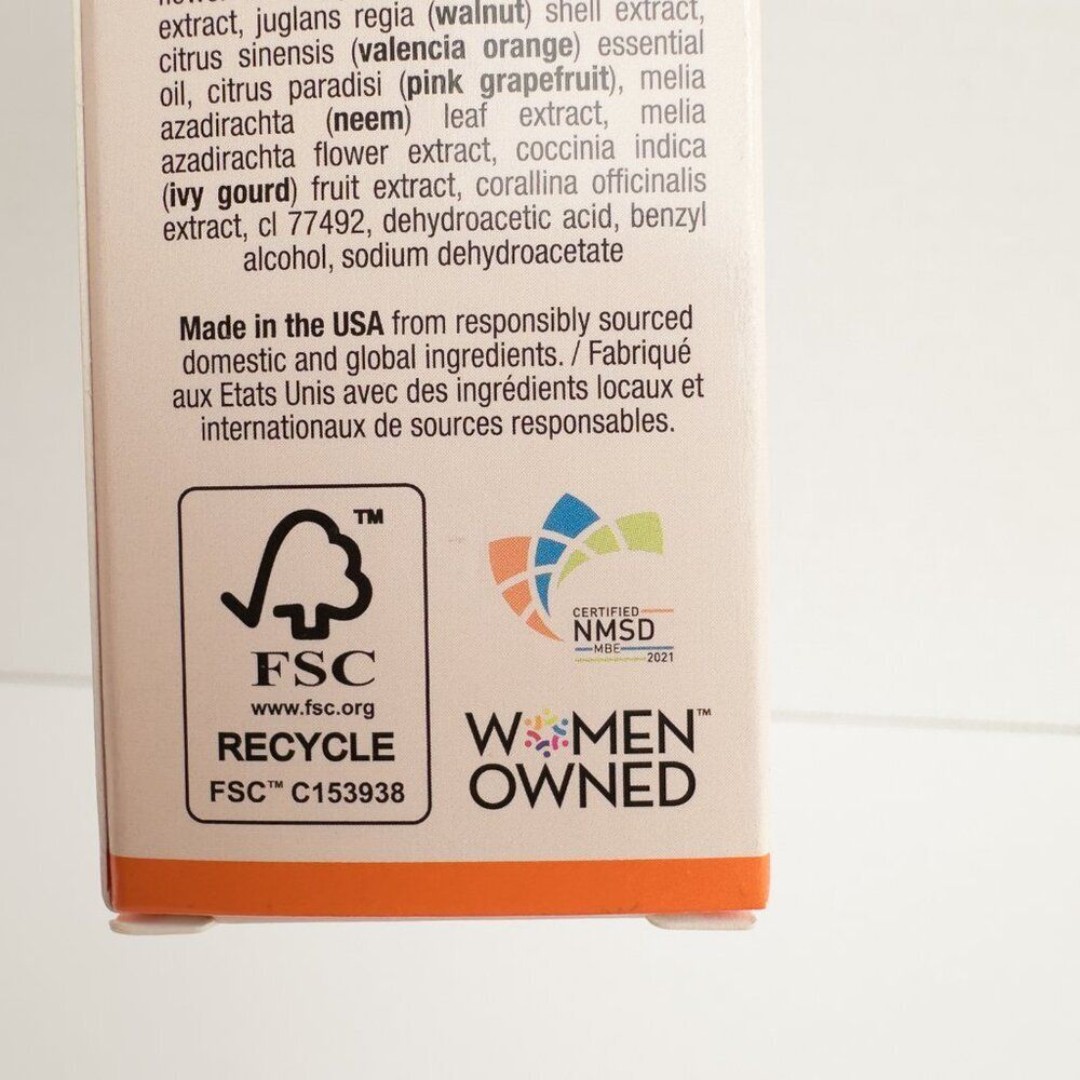 extract, juglans regia (walnut) shell extract,
citrus sinensis (valencia orange) essential
oil, citrus paradisi (pink grapefruit), melia
azadirachta (neem) leaf extract, melia
azadirachta flower extract, coccinia indica
(ivy gourd) fruit extract, corallina officinalis
extract, cl 77492, dehydroacetic acid, benzyl
alcohol, sodium dehydroacetate
Made in the USA from responsibly sourced
domestic and global ingredients. / Fabriqué
aux Etats Unis avec des ingrédients locaux et
internationaux de sources responsables.
TM
FSC
www.fsc.org
RECYCLE
FSC™ C153938
CERTIFIED
NMSD
MBE
2021
WOMEN™
OWNED